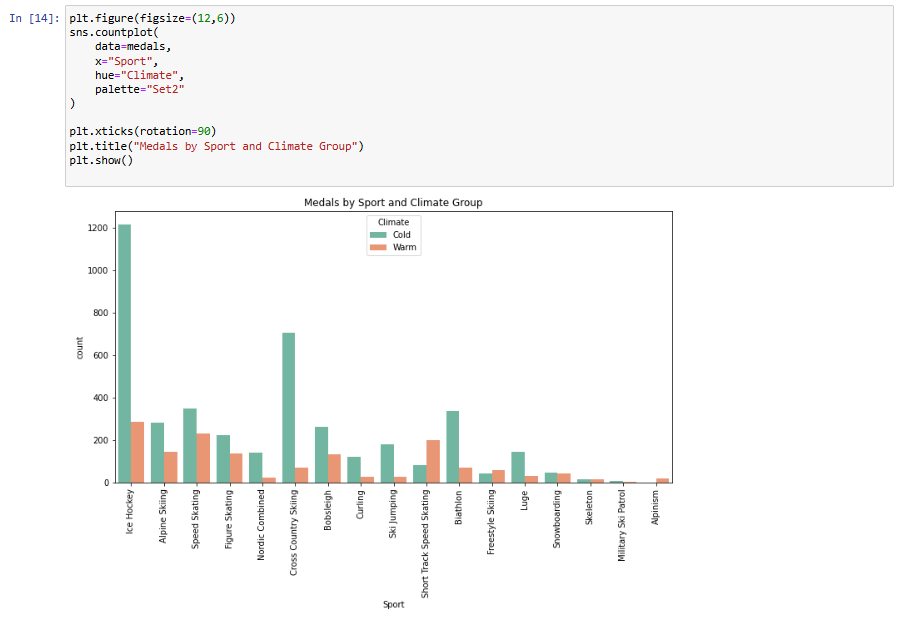 In [14]: plt.figure(figsize=(12,6))
sns.countplot(
    data=medals,
    x="Sport",
    hue="Climate",
    palette="Set2"
)

plt.xticks(rotation=90)
plt.title("Medals by Sport and Climate Group")
plt.show()
Medals by Sport and Climate Group
Climate
Cold
Warm
1200
1000
800
600
400
200
0
count
Ice Hockey
Alpine Skiing
Speed Skating
Figure Skating
Nordic Combined
Cross Country Skiing
Bobsleigh
Curling
Ski Jumping
Short Track Speed Skating
Biathlon
Freestyle Skiing
Luge
Snowboarding
Skeleton
Military Ski Patrol
Alpinism
Sport